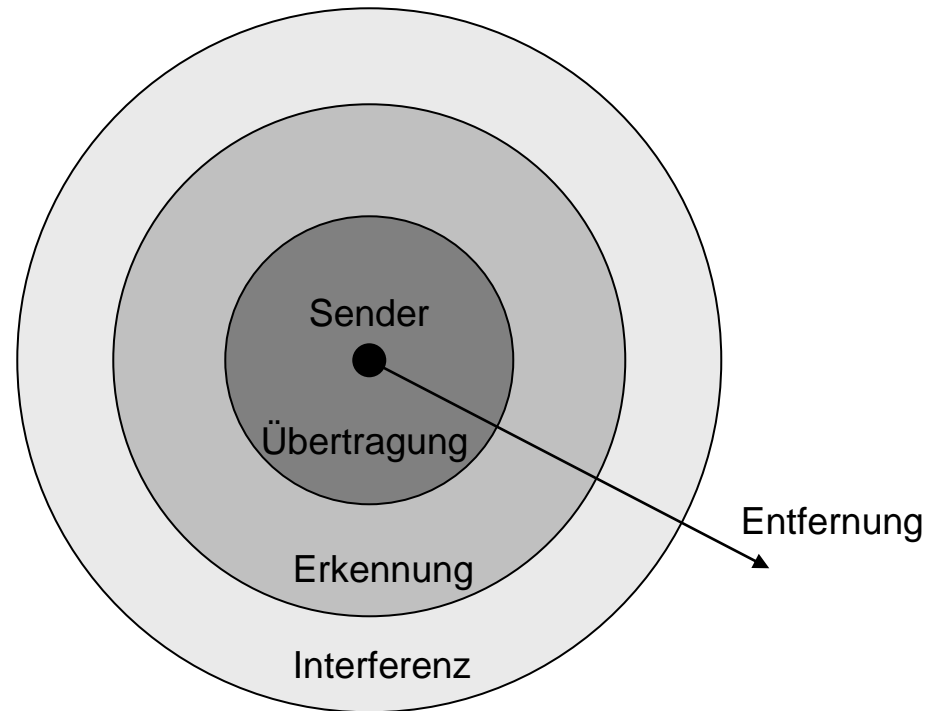 Sender
Übertragung
Entfernung
Erkennung
Interferenz